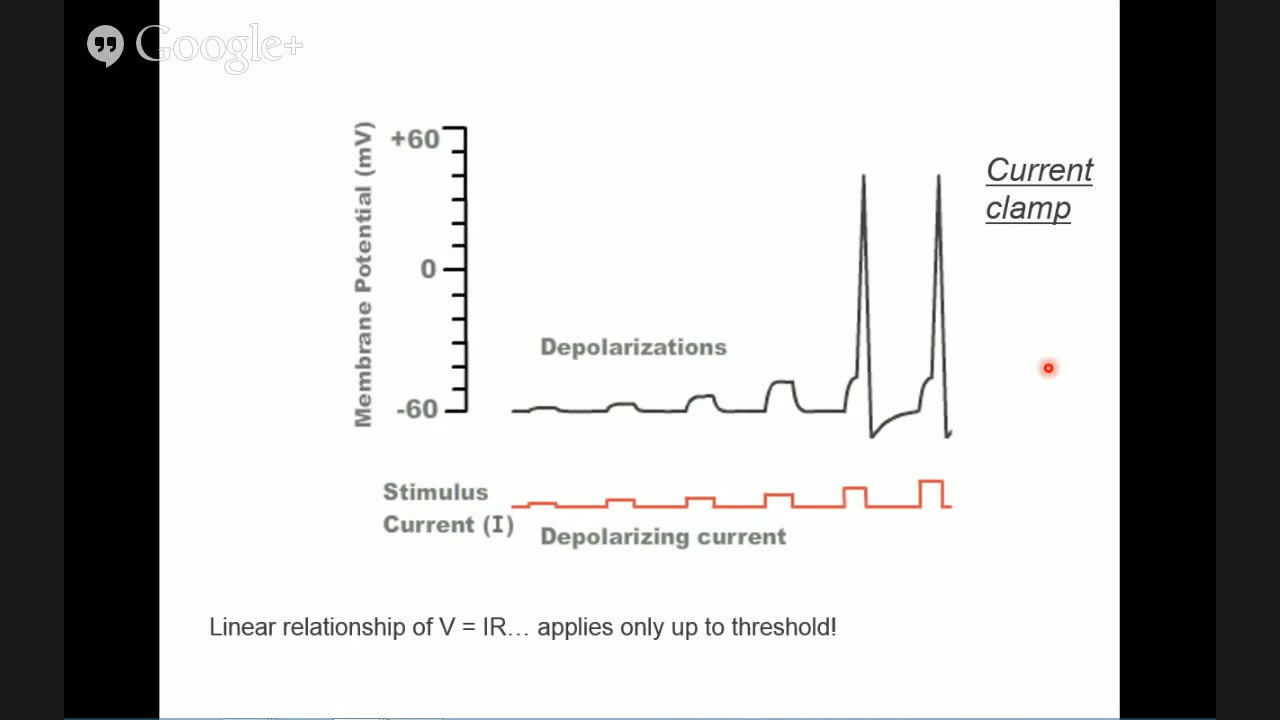 Google+
+60
0
-60
Membrane Potential (mV)
Current
clamp
Depolarizations
Stimulus
Current (I)
Depolarizing current
Linear relationship of V = IR… applies only up to threshold!